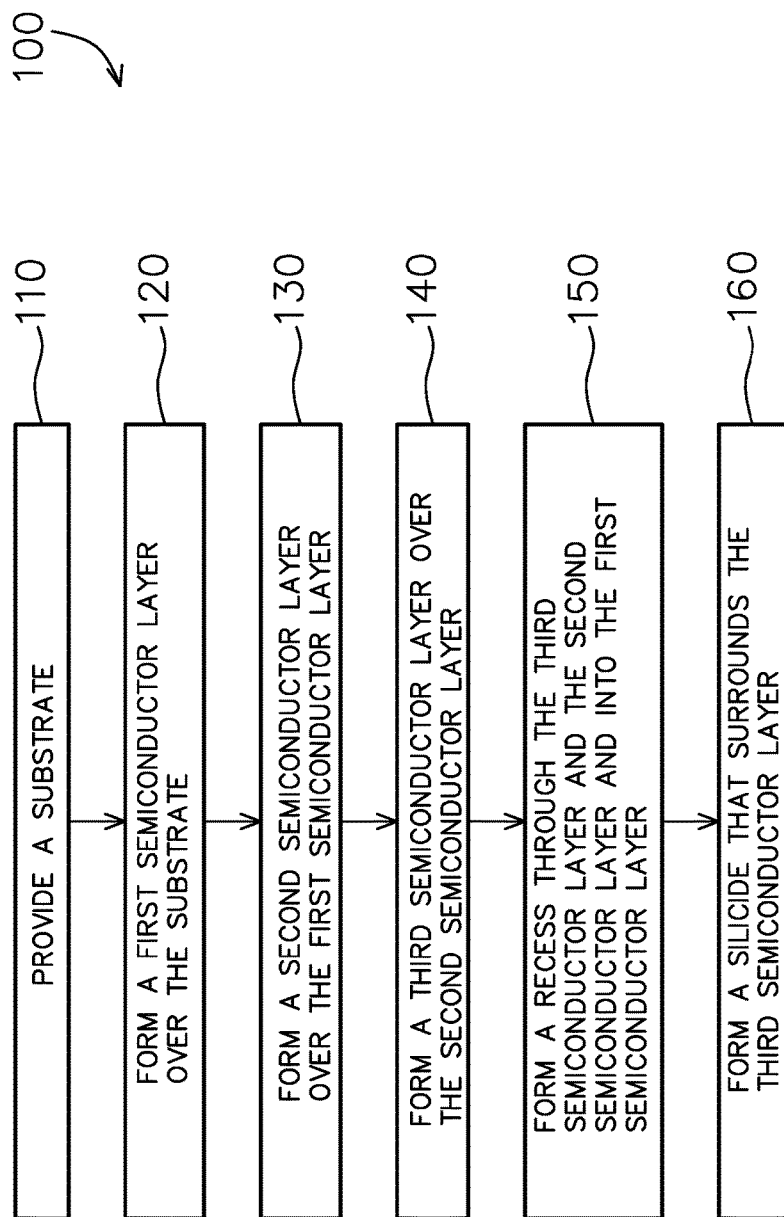 100
PROVIDE A SUBSTRATE
110
FORM A FIRST SEMICONDUCTOR LAYER
OVER THE SUBSTRATE
120
FORM A SECOND SEMICONDUCTOR LAYER
OVER THE FIRST SEMICONDUCTOR LAYER
130
FORM A THIRD SEMICONDUCTOR LAYER OVER
THE SECOND SEMICONDUCTOR LAYER
140
FORM A RECESS THROUGH THE THIRD
SEMICONDUCTOR LAYER AND THE SECOND
SEMICONDUCTOR LAYER AND INTO THE FIRST
SEMICONDUCTOR LAYER
150
FORM A SILICIDE THAT SURROUNDS THE
THIRD SEMICONDUCTOR LAYER
160